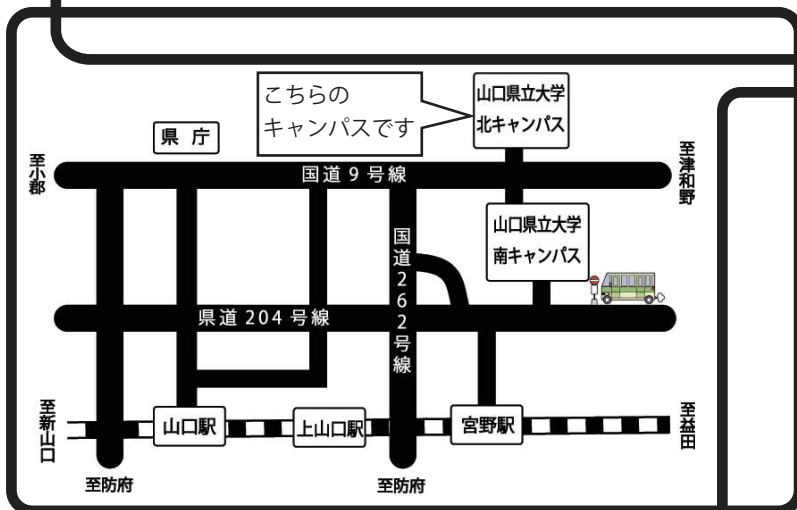 こちらの
キャンパスです
山口県立大学
北キャンパス
県庁
至小郡
国道9号線
至津和野
山口県立大学
南キャンパス
国道262号線
県道204号線
至新山口
山口駅
上山口駅
宮野駅
至益田
至防府
至防府